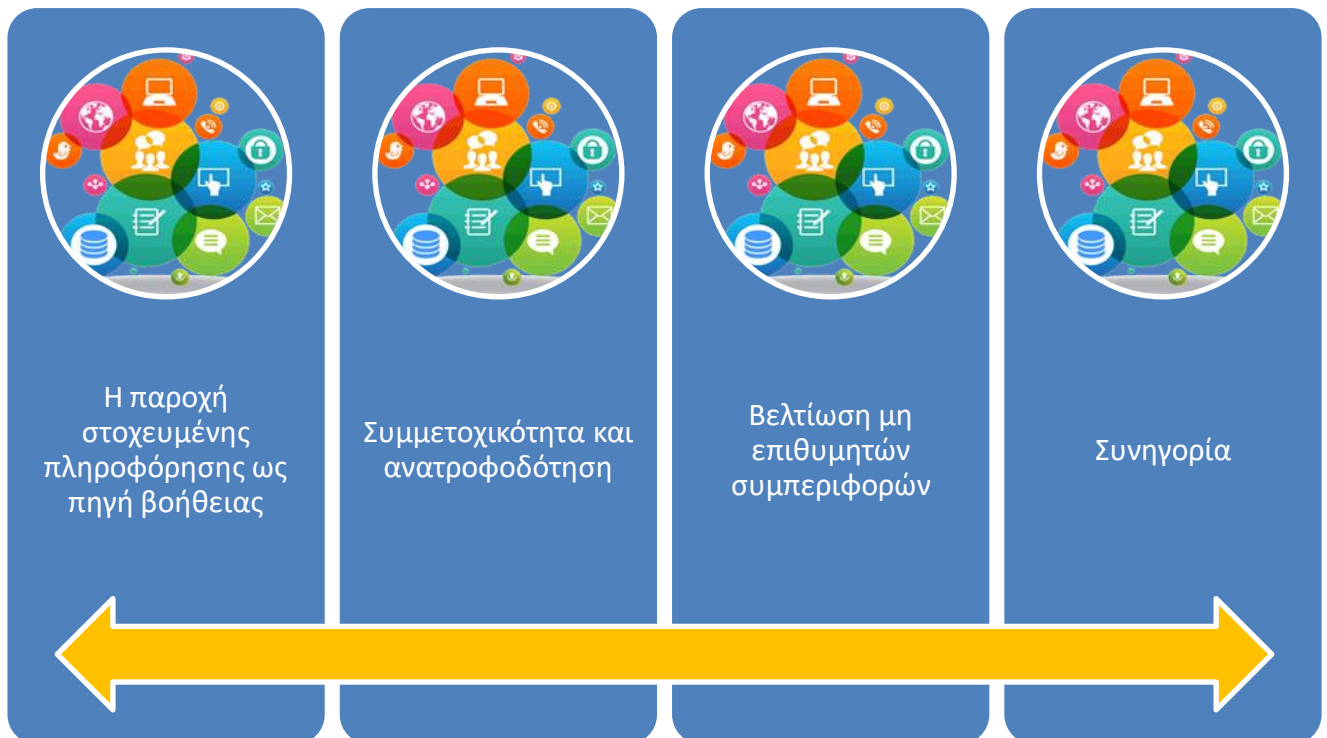 Η παροχή
στοχευμένης
πληροφόρησης ως
πηγή βοήθειας
Συμμετοχικότητα και
ανατροφοδότηση
Βελτίωση μη
επιθυμητών
συμπεριφορών
Συνηγορία